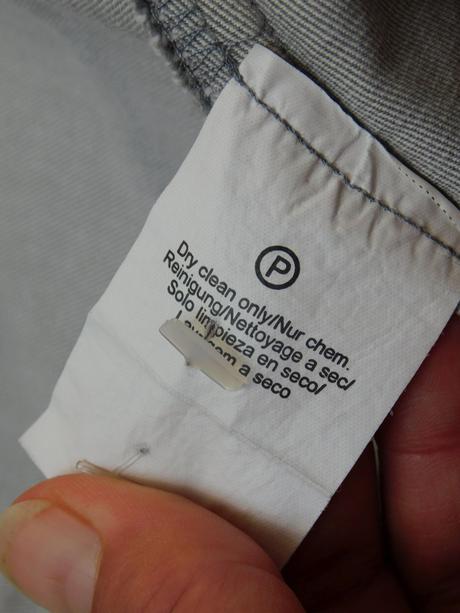 P
Dry clean only/Nur chem.
Reinigung/Nettoyage a sec/
Solo limpieza en seco/
a seco